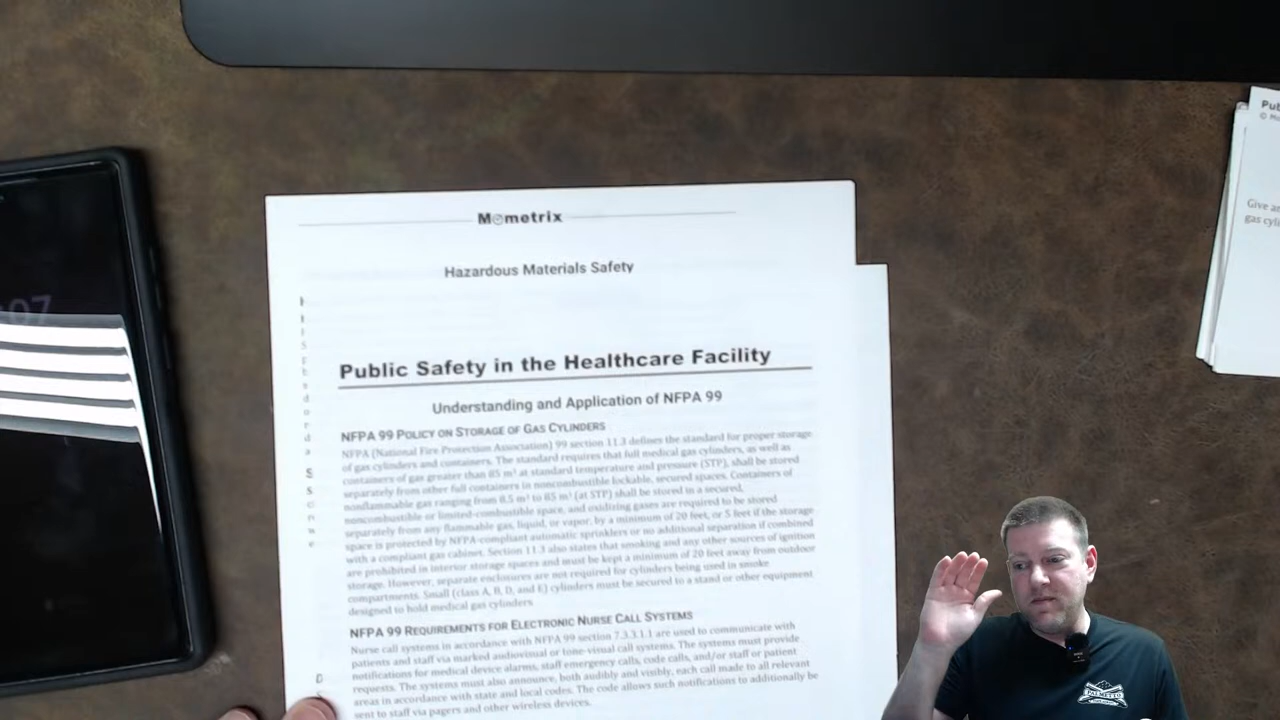 Mometrix
Hazardous Materials Safety
Public Safety in the Healthcare Facility
Understanding and Application of NFPA 99
NFPA 99 POLICY ON STORAGE OF GAS CYLINDERS
NFPA (National Fire Protection Association) 99 section 11.3 defines the standard for proper storage
of gas cylinders and containers. The standard requires that full medical gas cylinders, as well as
containers of gas greater than 85 m³ at standard temperature and pressure (STP), shall be stored
separately from other full containers in noncombustible lockable, secured spaces. Containers of
nonflammable gas ranging from 8.5 m³ to 85 m³ (at STP) shall be stored in a secured,
noncombustible or limited-combustible space, and oxidizing gases are required to be stored
separately from any flammable gas, liquid, or vapor, by a minimum of 20 feet, or 5 feet if the storage
space is protected by NFPA-compliant automatic sprinklers or no additional separation if combined
with a compliant gas cabinet. Section 11.3 also states that smoking and any other sources of ignition
are prohibited in interior storage spaces and must be kept a minimum of 20 feet away from outdoor
storage. However, separate enclosures are not required for cylinders being used in smoke
compartments. Small (class A, B, D, and E) cylinders must be secured to a stand or other equipment
designed to hold medical gas cylinders
NFPA 99 REQUIREMENTS FOR ELECTRONIC NURSE CALL SYSTEMS
Nurse call systems in accordance with NFPA 99 section 7.3.3.1.1 are used to communicate with
patients and staff via marked audiovisual or tone-visual call systems. The systems must provide
notifications for medical device alarms, staff emergency calls, code calls, and/or staff or patient
requests. The systems must also announce, both audibly and visibly, each call made to all relevant
areas in accordance with state and local codes. The code allows such notifications to additionally be
sent to staff via pagers and other wireless devices.
Give
gas
07
PALMETTO